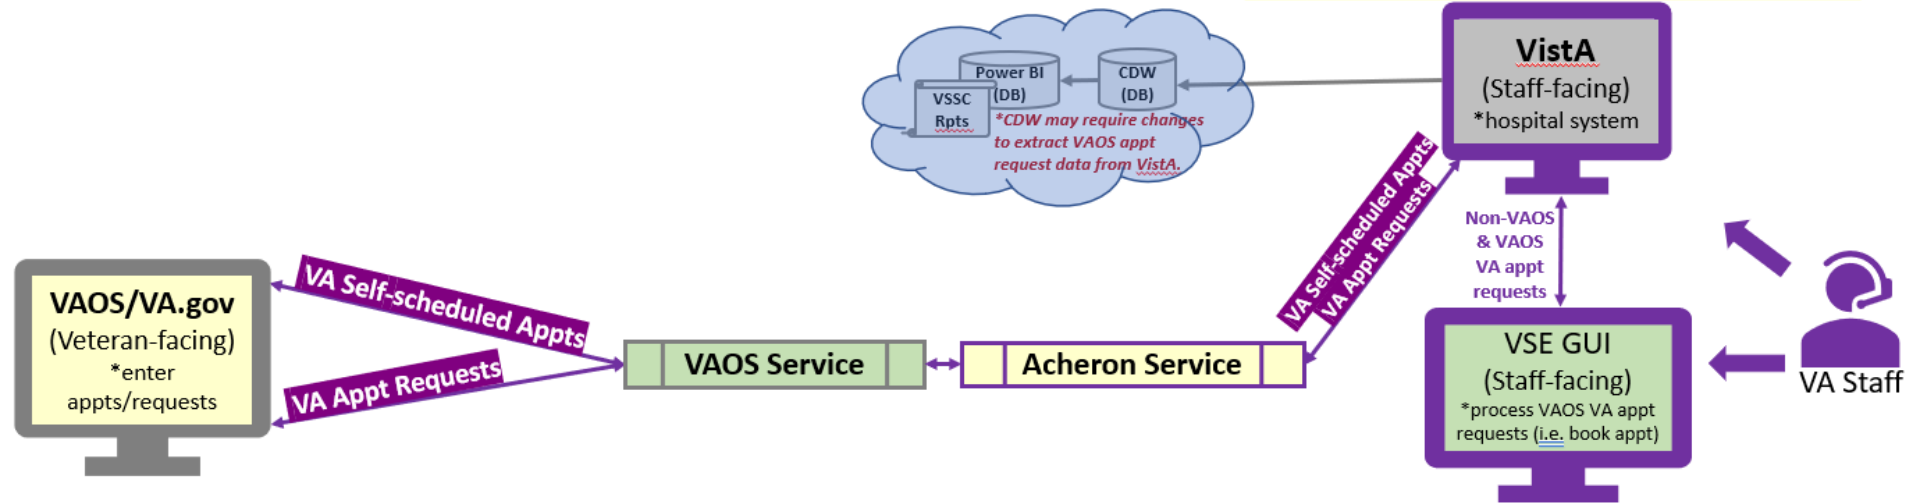 Power BI
(DB)
VSSC
Rpts
CDW
(DB)
*CDW may require changes
to extract VAOS appt
request data from VistA.
VistA
(Staff-facing)
*hospital system
VA Self-scheduled Appts
VA Appt Requests
Non-VAOS
& VAOS
VA appt
requests
VAOS/VA.gov
(Veteran-facing)
*enter
appts/requests
VA Self-scheduled Appts
VA Appt Requests
VAOS Service
Acheron Service
VSE GUI
(Staff-facing)
*process VAOS VA appt
requests (i.e. book appt)
VA Staff